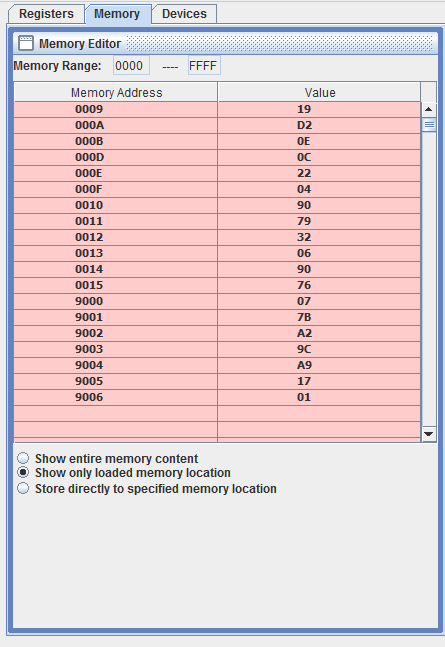 Registers Memory Devices
Memory Editor
Memory Range: 0000 ---- FFFF
Memory Address Value
0009 19
000A D2
000B 0E
000D 0C
000E 22
000F 04
0010 90
0011 79
0012 32
0013 06
0014 90
0015 76
9000 07
9001 7B
9002 A2
9003 9C
9004 A9
9005 17
9006 01
Show entire memory content
Show only loaded memory location
Store directly to specified memory location